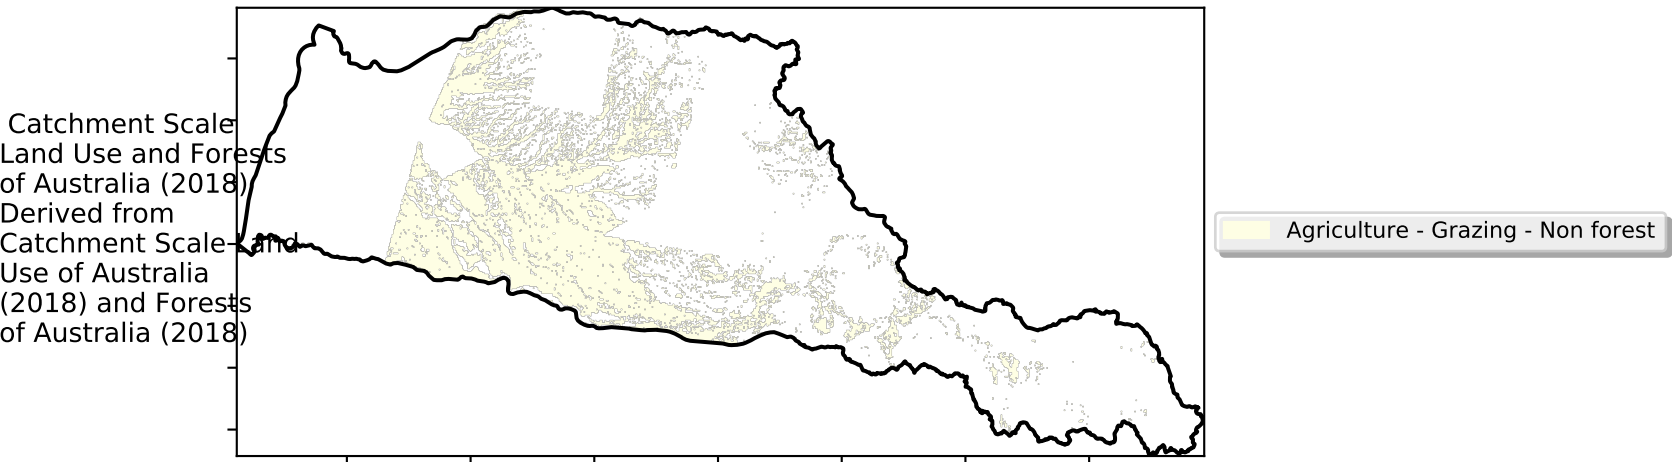 Catchment Scale
Land Use and Forests
of Australia (2018)
Derived from
Catchment Scale Land
Use of Australia
(2018) and Forests
of Australia (2018)
Agriculture - Grazing - Non forest